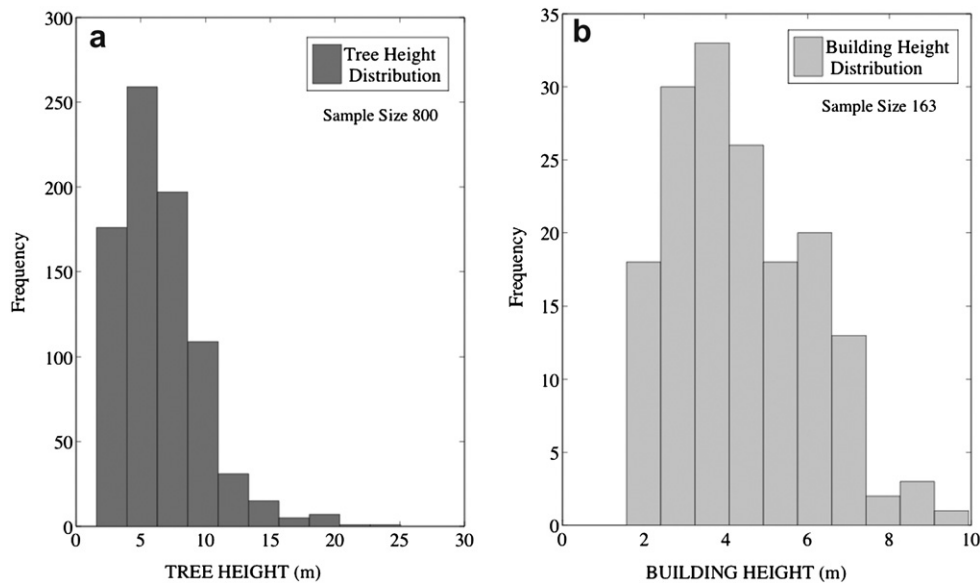 a
Tree Height
Distribution
Sample Size 800
Frequency
300
250
200
150
100
50
0
0 5 10 15 20 25 30
TREE HEIGHT (m)
b
Building Height
Distribution
Sample Size 163
Frequency
35
30
25
20
15
10
5
0
0 2 4 6 8 10
BUILDING HEIGHT (m)